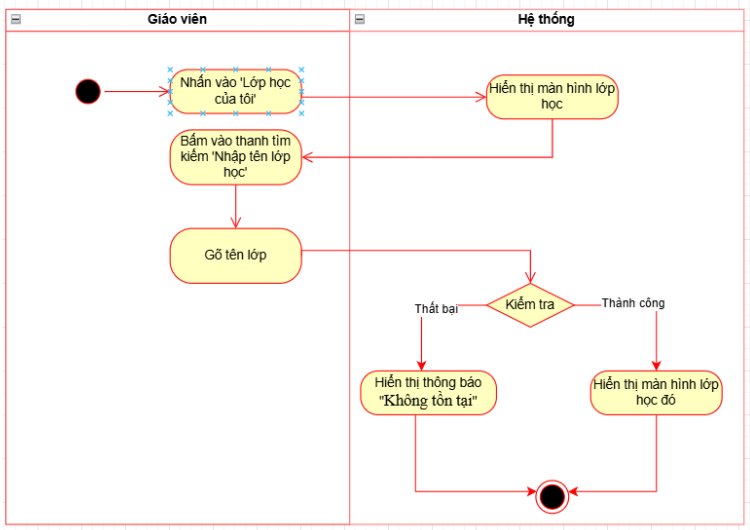 Giáo viên
Hệ thống
Nhấn vào 'Lớp học
của tôi'
Hiển thị màn hình lớp
học
Bấm vào thanh tìm
kiếm 'Nhập tên lớp
học'
Gõ tên lớp
Kiểm tra
Thất bại
Thành công
Hiển thị thông báo
"Không tồn tại"
Hiển thị màn hình lớp
học đó